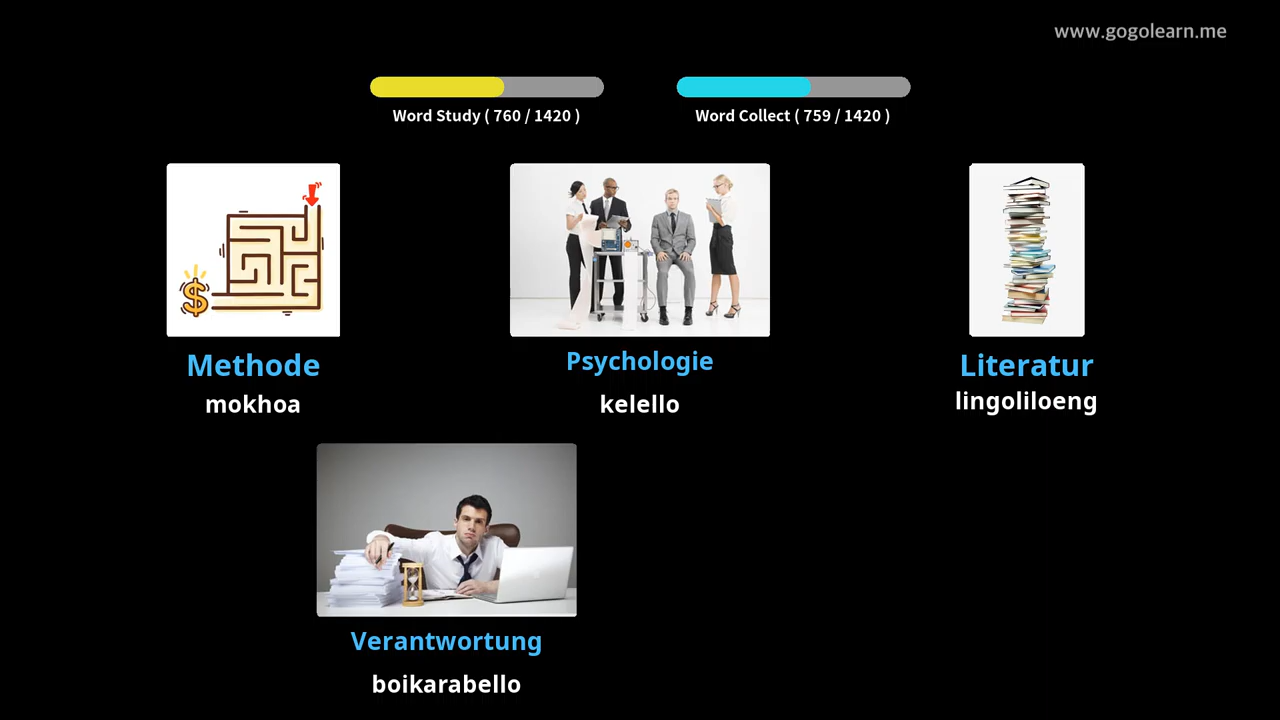 www.gogolearn.me
Word Study ( 760 / 1420 )
Word Collect ( 759 / 1420 )
Methode
mokhoa
Psychologie
kelello
Literatur
lingoliloeng
Verantwortung
boikarabello